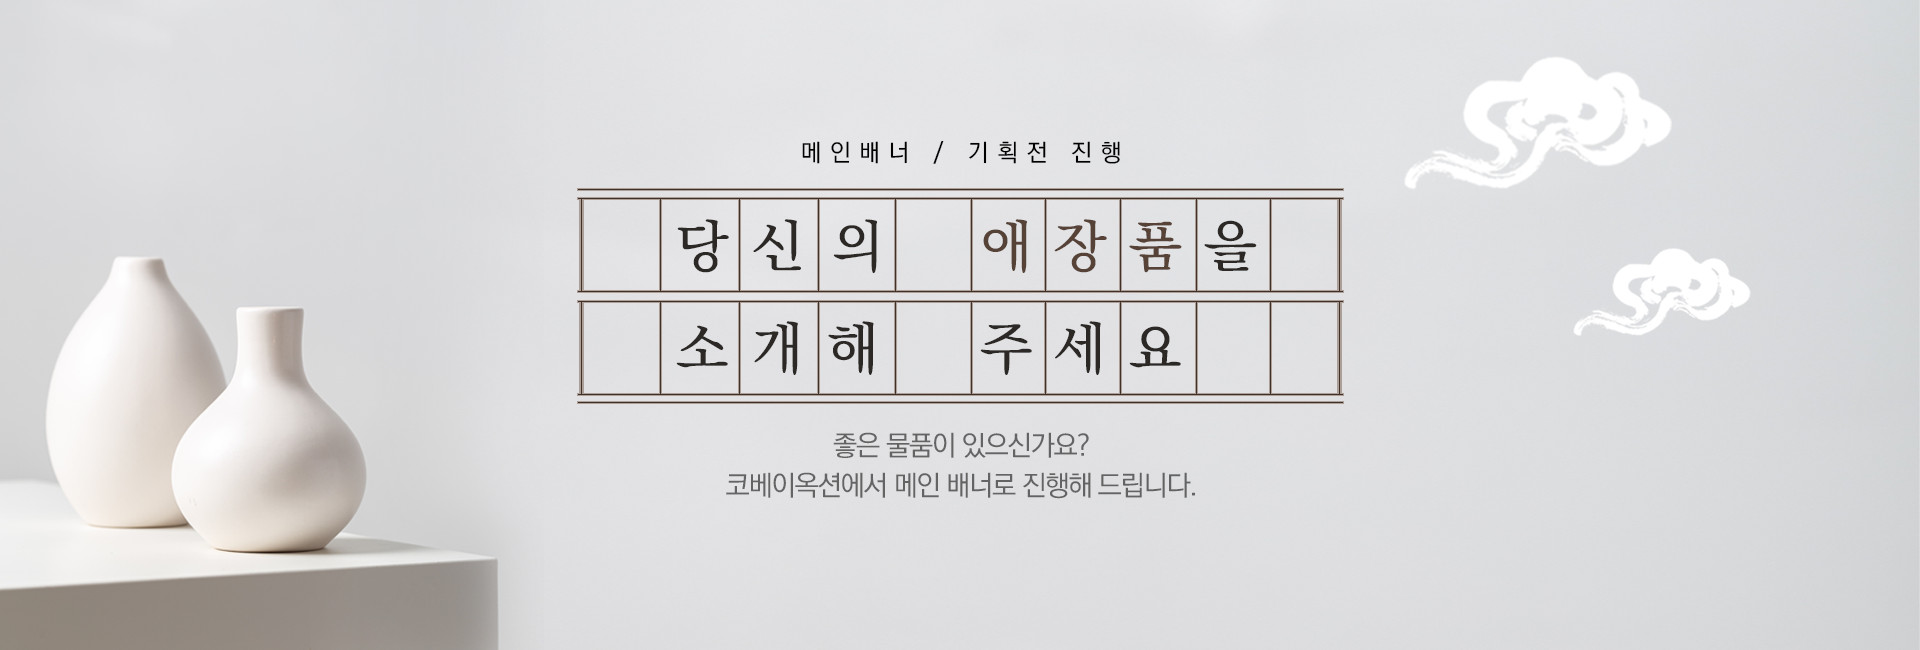 메인배너 / 기획전 진행
당신의 애장품을
소개해 주세요
좋은 물품이 있으신가요?
코베이옥션에서 메인 배너로 진행해 드립니다.